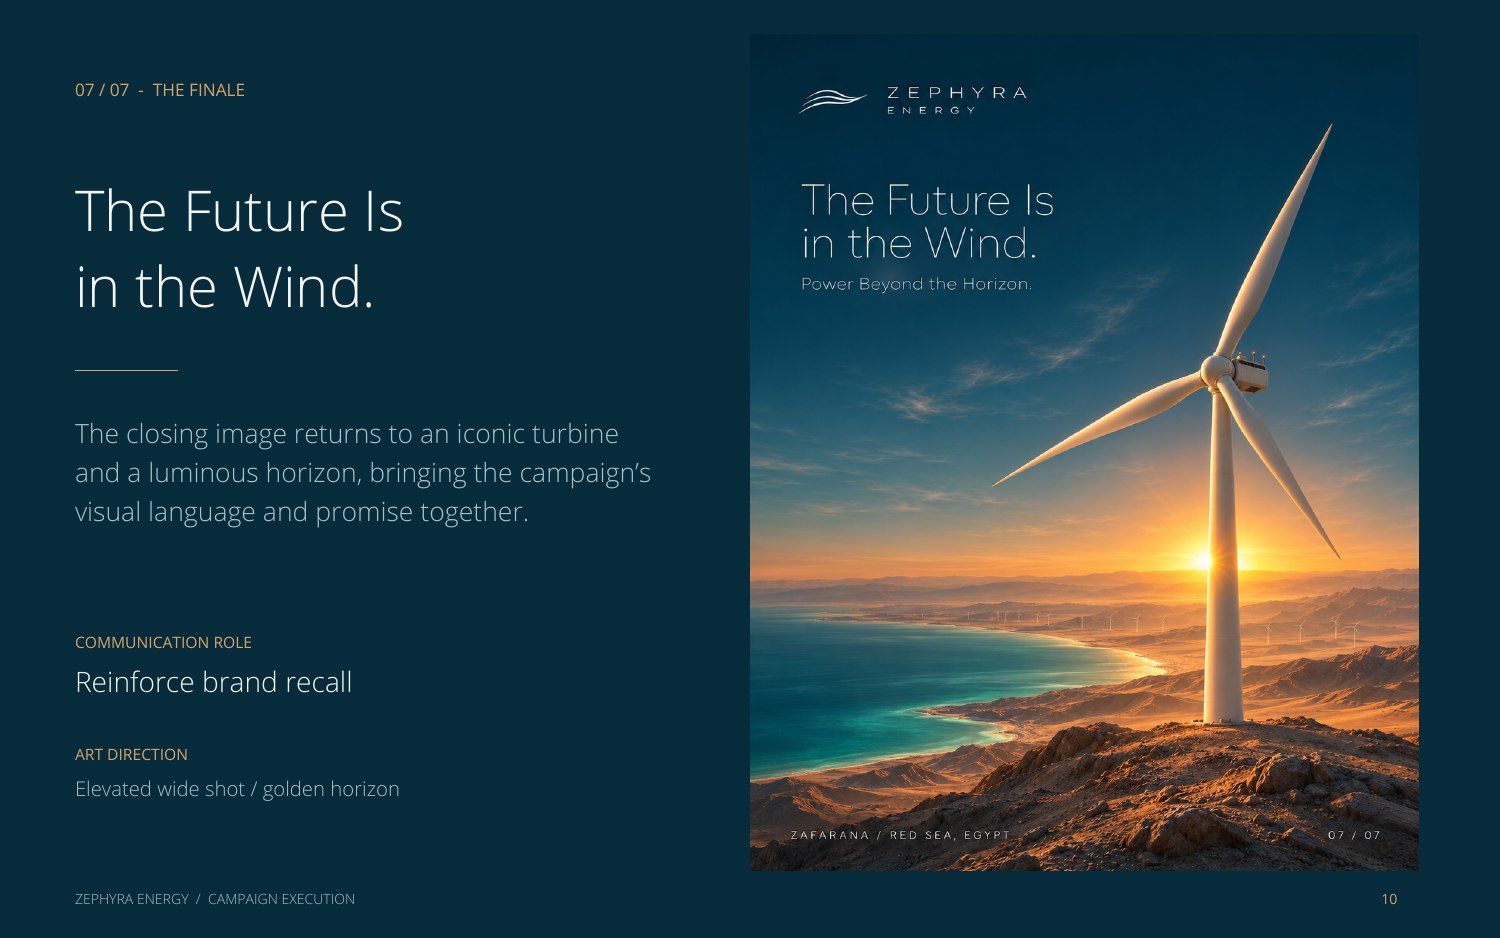 07 / 07 - THE FINALE
The Future Is
in the Wind.
The closing image returns to an iconic turbine
and a luminous horizon, bringing the campaign’s
visual language and promise together.
COMMUNICATION ROLE
Reinforce brand recall
ART DIRECTION
Elevated wide shot / golden horizon
ZEPHYRA ENERGY / CAMPAIGN EXECUTION
ZEPHYRA
ENERGY
The Future Is
in the Wind.
Power Beyond the Horizon.
ZAFARANA / RED SEA, EGYPT
07 / 07
10